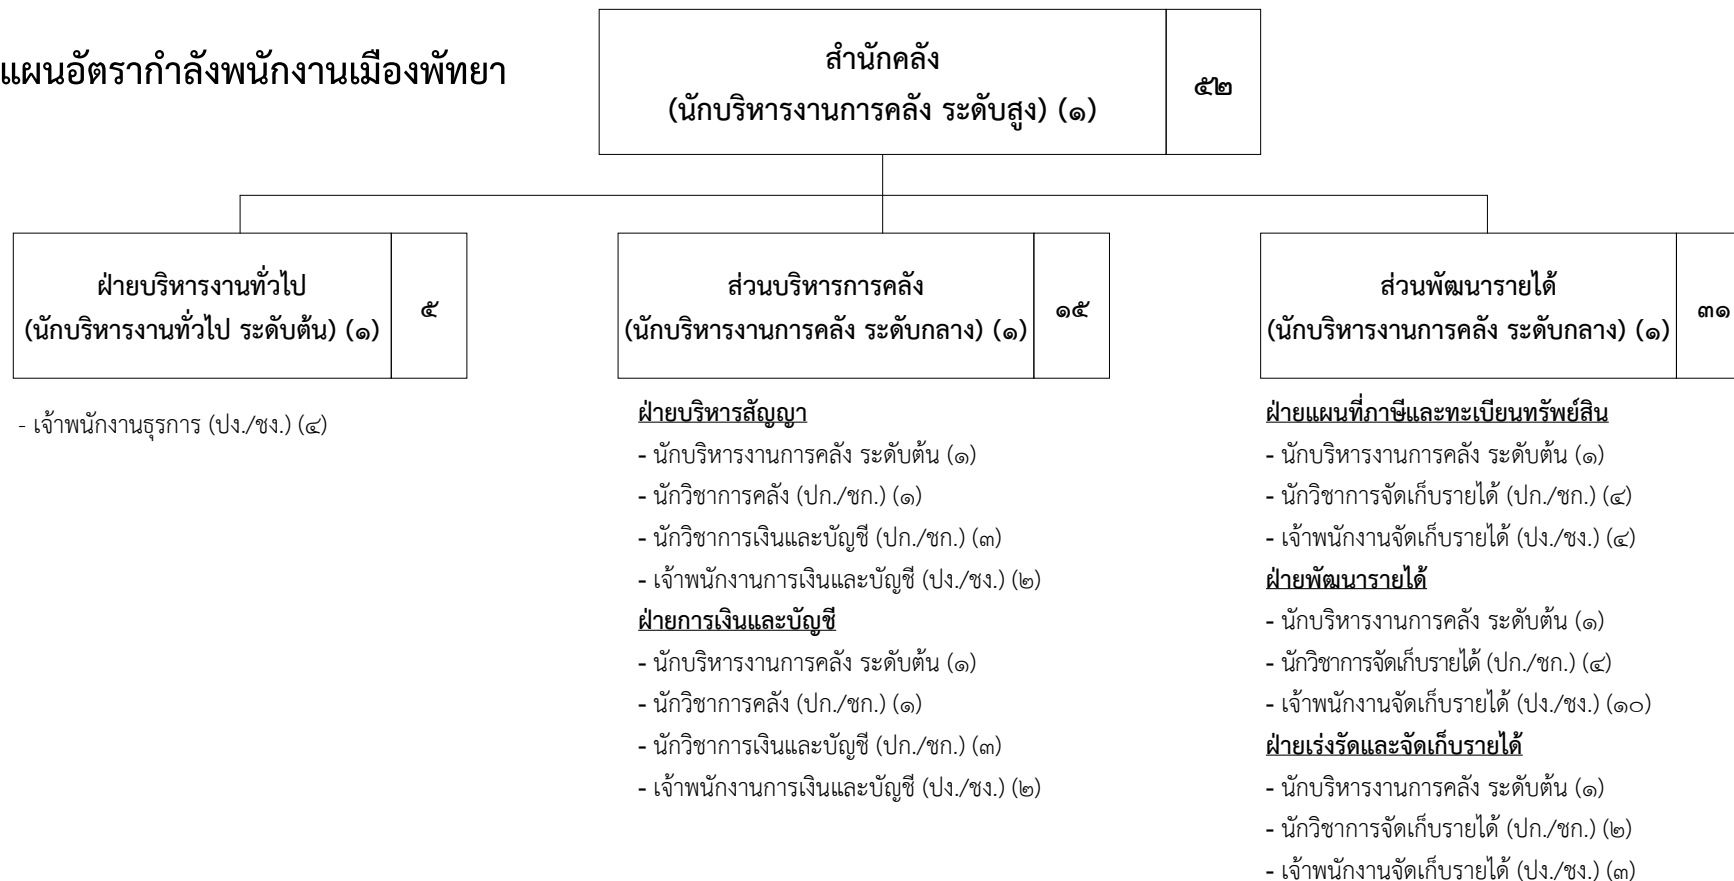 แผนอัตรากำลังพนักงานเมืองพัทยา
สำนักคลัง
(นักบริหารงานการคลัง ระดับสูง) (๑)
๕๒
ฝ่ายบริหารงานทั่วไป
(นักบริหารงานทั่วไป ระดับต้น) (๑)
๕
- เจ้าพนักงานธุรการ (ปง./ชง.) (๔)
ส่วนบริหารการคลัง
(นักบริหารงานการคลัง ระดับกลาง) (๑)
๑๕
ฝ่ายบริหารสัญญา
- นักบริหารงานการคลัง ระดับต้น (๑)
- นักวิชาการคลัง (ปก./ชก.) (๑)
- นักวิชาการเงินและบัญชี (ปก./ชก.) (๓)
- เจ้าพนักงานการเงินและบัญชี (ปง./ชง.) (๒)
ฝ่ายการเงินและบัญชี
- นักบริหารงานการคลัง ระดับต้น (๑)
- นักวิชาการคลัง (ปก./ชก.) (๑)
- นักวิชาการเงินและบัญชี (ปก./ชก.) (๓)
- เจ้าพนักงานการเงินและบัญชี (ปง./ชง.) (๒)
ส่วนพัฒนารายได้
(นักบริหารงานการคลัง ระดับกลาง) (๑)
๓๑
ฝ่ายแผนที่ภาษีและทะเบียนทรัพย์สิน
- นักบริหารงานการคลัง ระดับต้น (๑)
- นักวิชาการจัดเก็บรายได้ (ปก./ชก.) (๔)
- เจ้าพนักงานจัดเก็บรายได้ (ปง./ชง.) (๔)
ฝ่ายพัฒนารายได้
- นักบริหารงานการคลัง ระดับต้น (๑)
- นักวิชาการจัดเก็บรายได้ (ปก./ชก.) (๔)
- เจ้าพนักงานจัดเก็บรายได้ (ปง./ชง.) (๑๐)
ฝ่ายเร่งรัดและจัดเก็บรายได้
- นักบริหารงานการคลัง ระดับต้น (๑)
- นักวิชาการจัดเก็บรายได้ (ปก./ชก.) (๒)
- เจ้าพนักงานจัดเก็บรายได้ (ปง./ชง.) (๓)